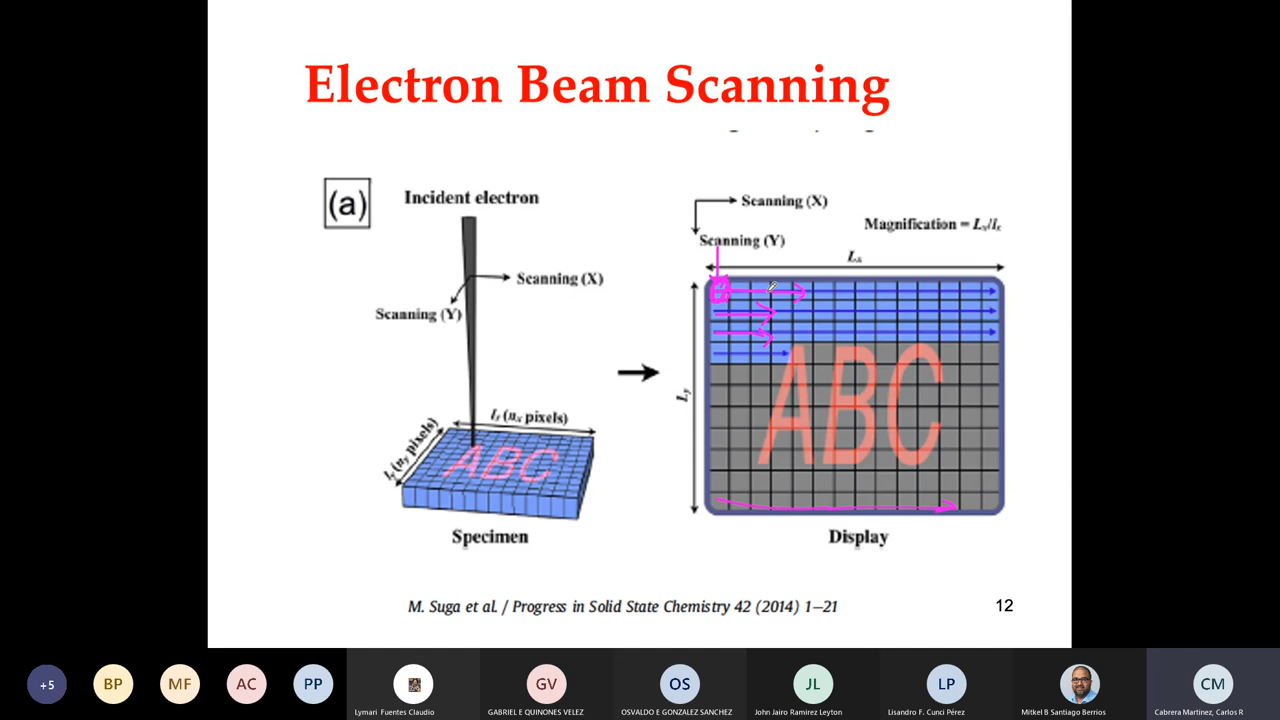 Electron Beam Scanning
(a)
Incident electron
Scanning (X)
Scanning (Y)
lx (nx pixels)
ly (ny pixels)
ABC
Specimen
Scanning (X)
Scanning (Y)
Magnification = Lx/lx
Lx
Ly
ABC
Display
M. Suga et al. / Progress in Solid State Chemistry 42 (2014) 1–21
12
+5
BP
MF
AC
PP
Lymari Fuentes Claudio
GV
GABRIEL E QUINONES VELEZ
OS
OSVALDO E GONZALEZ SANCHEZ
JL
John Jairo Ramirez Leyton
LP
Lisandro F. Cunci Pérez
Mitkel B Santiago Berrios
CM
Cabrera Martinez, Carlos R